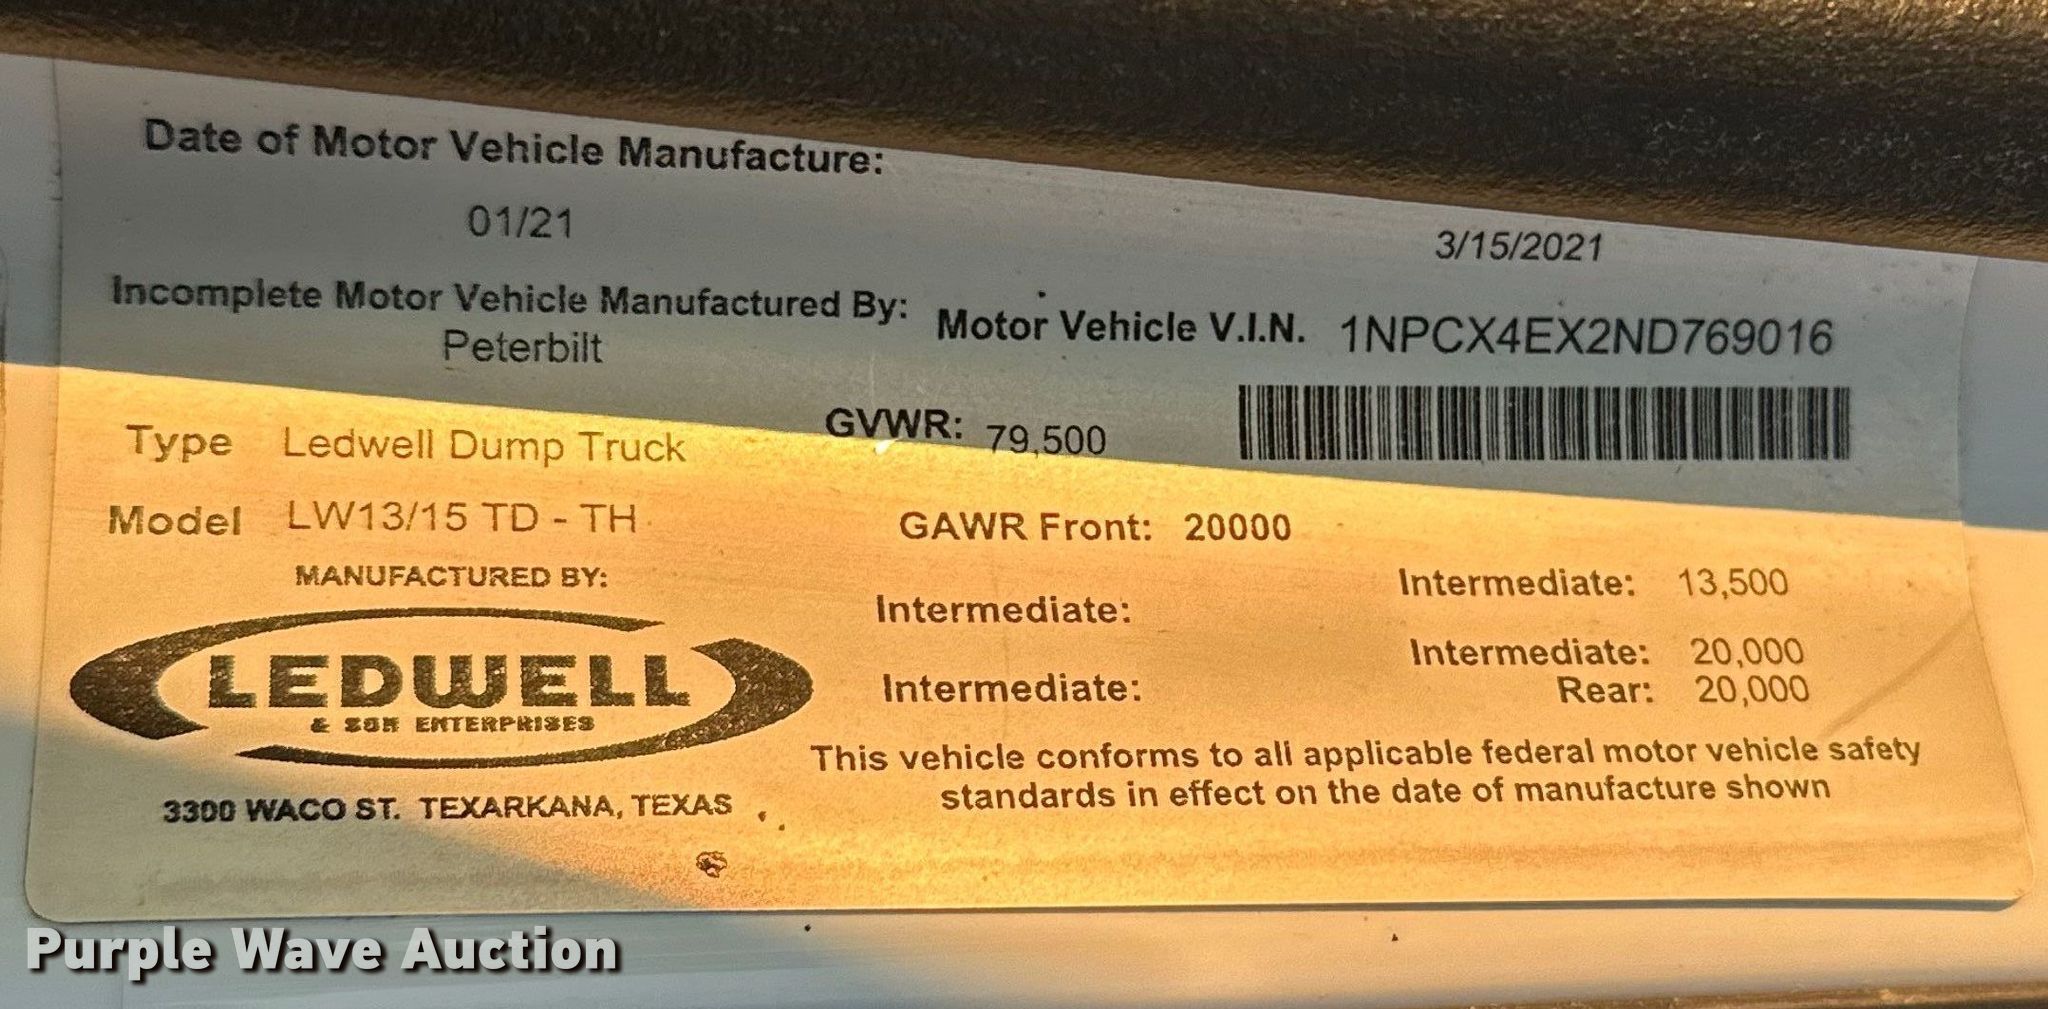 Date of Motor Vehicle Manufacture:
01/21
3/15/2021
Incomplete Motor Vehicle Manufactured By:
Peterbilt
Motor Vehicle V.I.N. 1NPCX4EX2ND769016
Type Ledwell Dump Truck
GVWR: 79,500
Model LW13/15 TD - TH
GAWR Front: 20000
MANUFACTURED BY:
LEDWELL
& SON ENTERPRISES
3300 WACO ST. TEXARKANA, TEXAS
Intermediate: 13,500
Intermediate:
Intermediate: 20,000
Intermediate:
Rear: 20,000
This vehicle conforms to all applicable federal motor vehicle safety
standards in effect on the date of manufacture shown
Purple Wave Auction